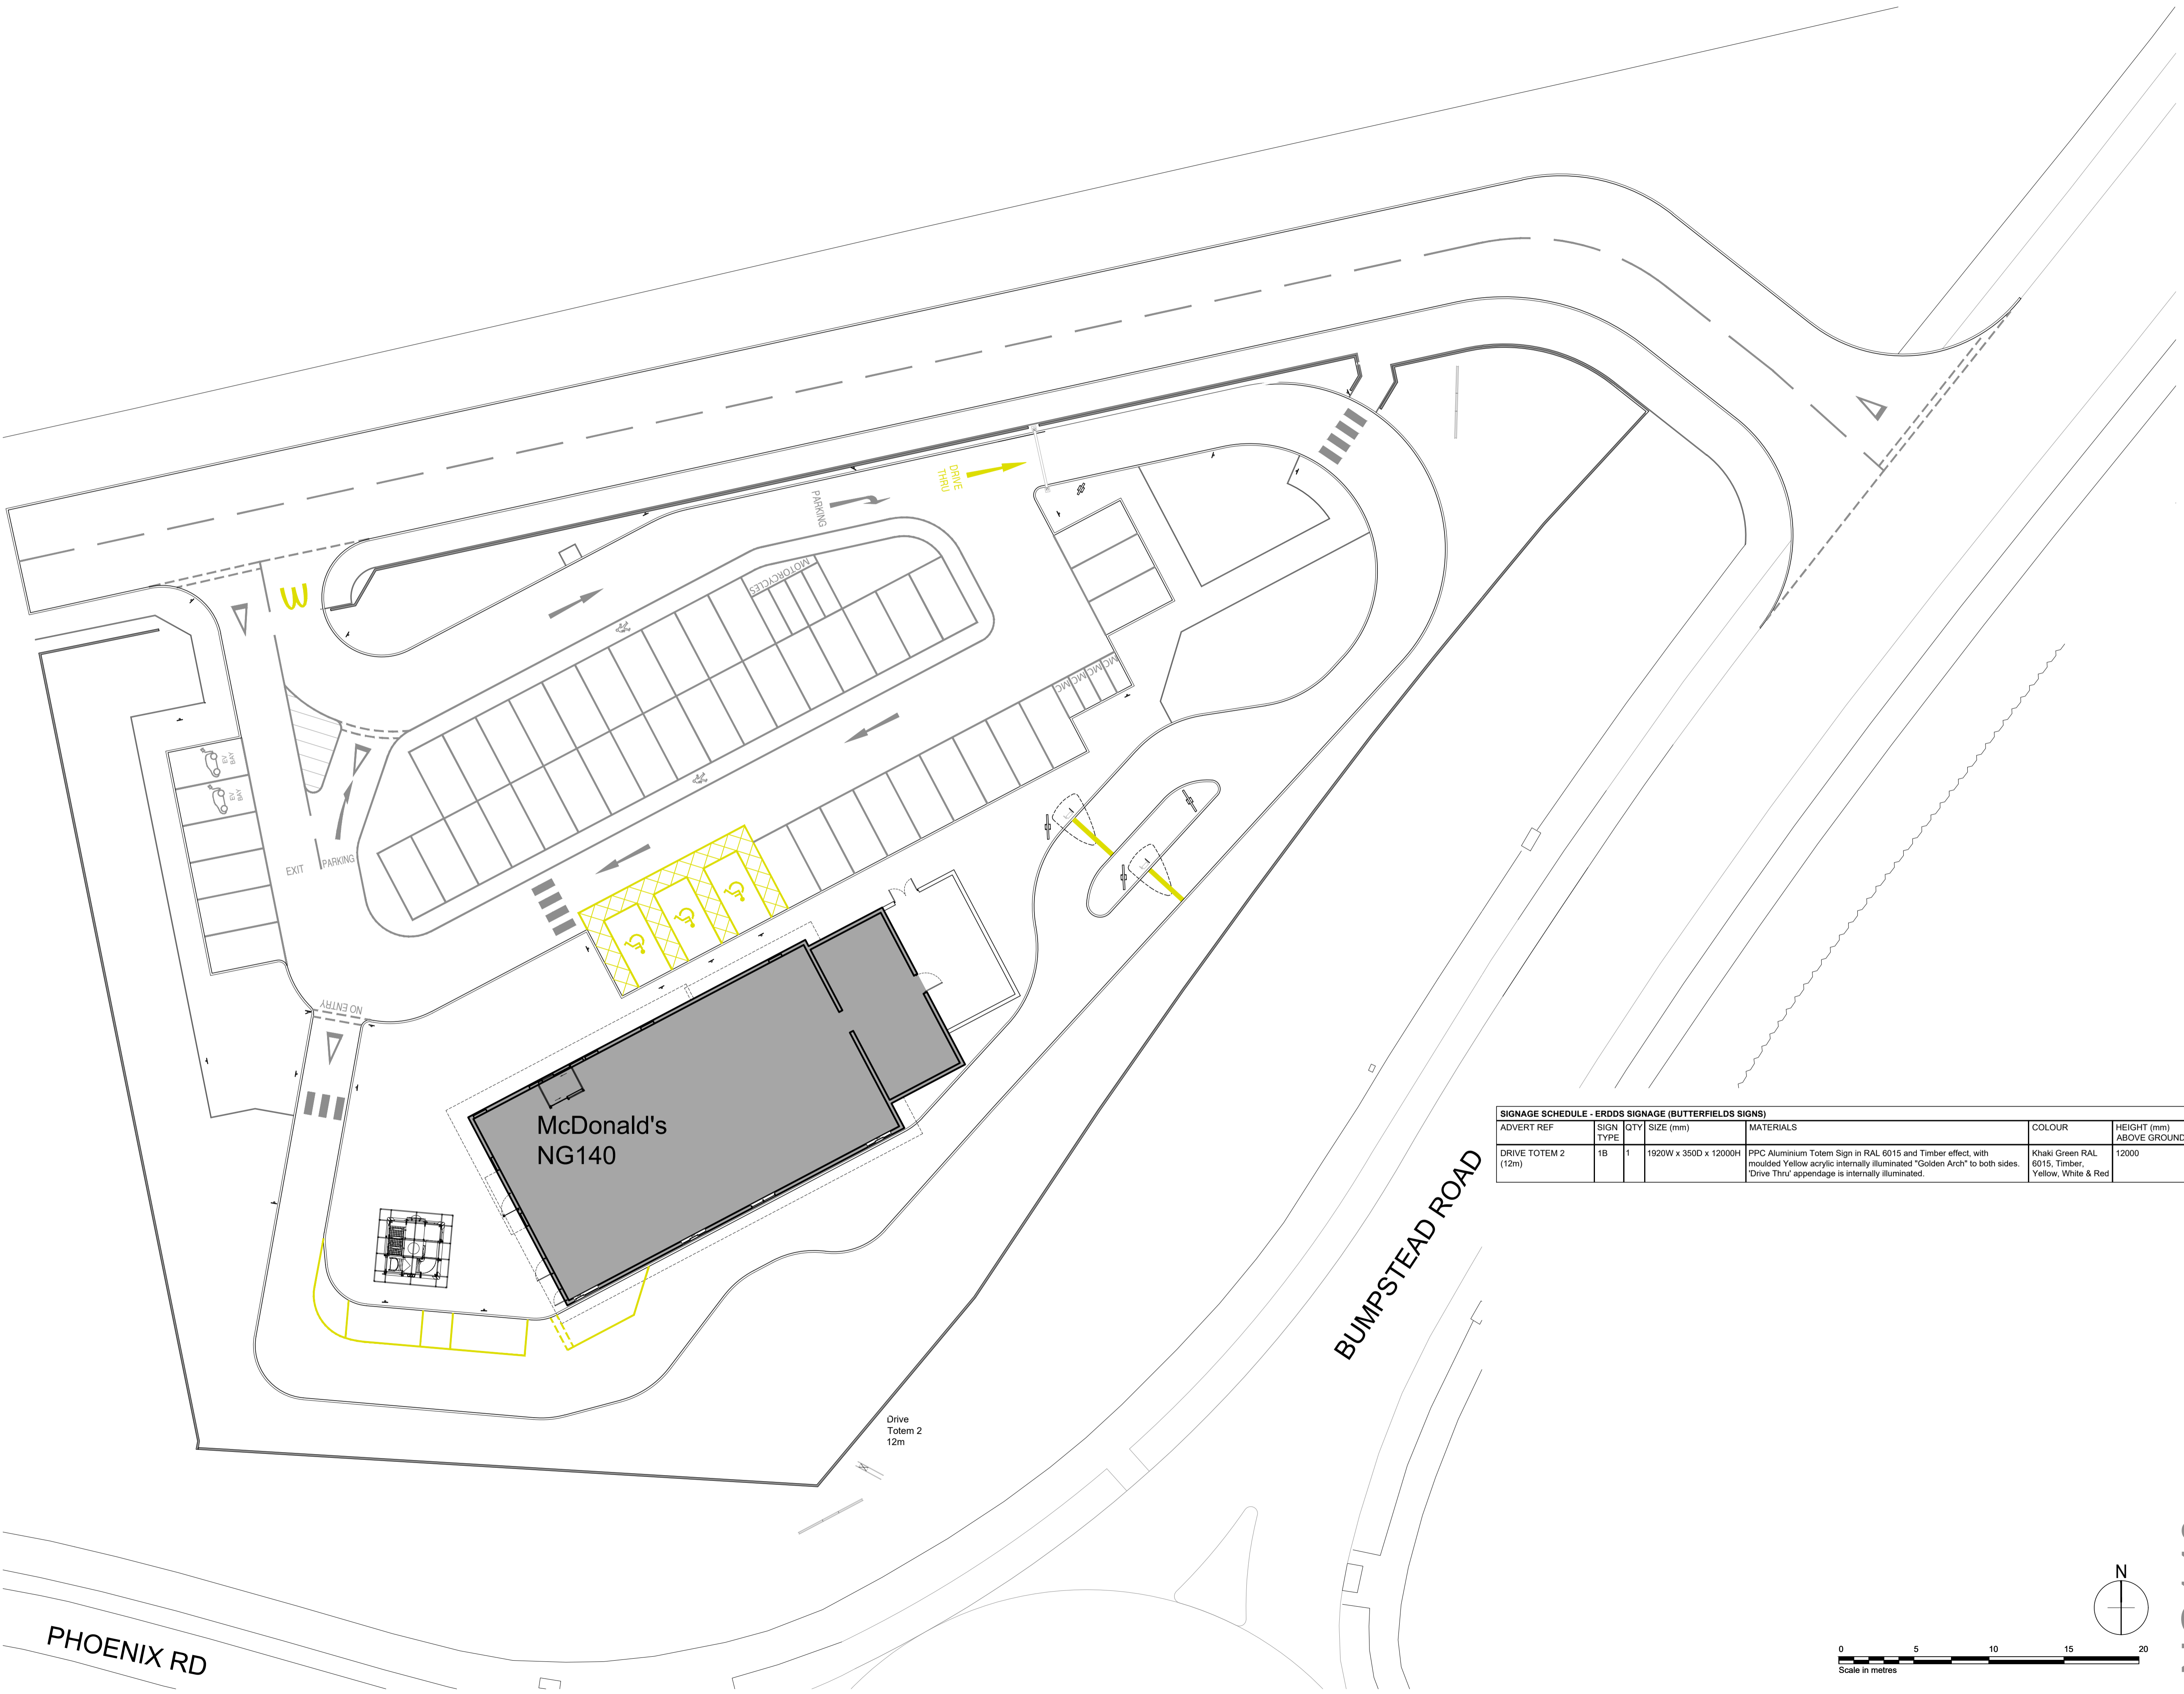 DRIVE
THRU
PARKING
MOTORCYCLES
MC MC MC MC
EV
BAY
EV
BAY
EXIT
PARKING
NO ENTRY
McDonald's
NG140
SIGNAGE SCHEDULE - ERDDS SIGNAGE (BUTTERFIELDS SIGNS)
ADVERT REF
SIGN
TYPE
QTY
SIZE (mm)
MATERIALS
COLOUR
HEIGHT (mm)
ABOVE GROUND
DRIVE TOTEM 2
(12m)
1B
1
1920W x 350D x 12000H
PPC Aluminium Totem Sign in RAL 6015 and Timber effect, with
moulded Yellow acrylic internally illuminated "Golden Arch" to both sides.
'Drive Thru' appendage is internally illuminated.
Khaki Green RAL
6015, Timber,
Yellow, White & Red
12000
BUMPSTEAD ROAD
Drive
Totem 2
12m
PHOENIX RD
N
0 5 10 15 20
Scale in metres